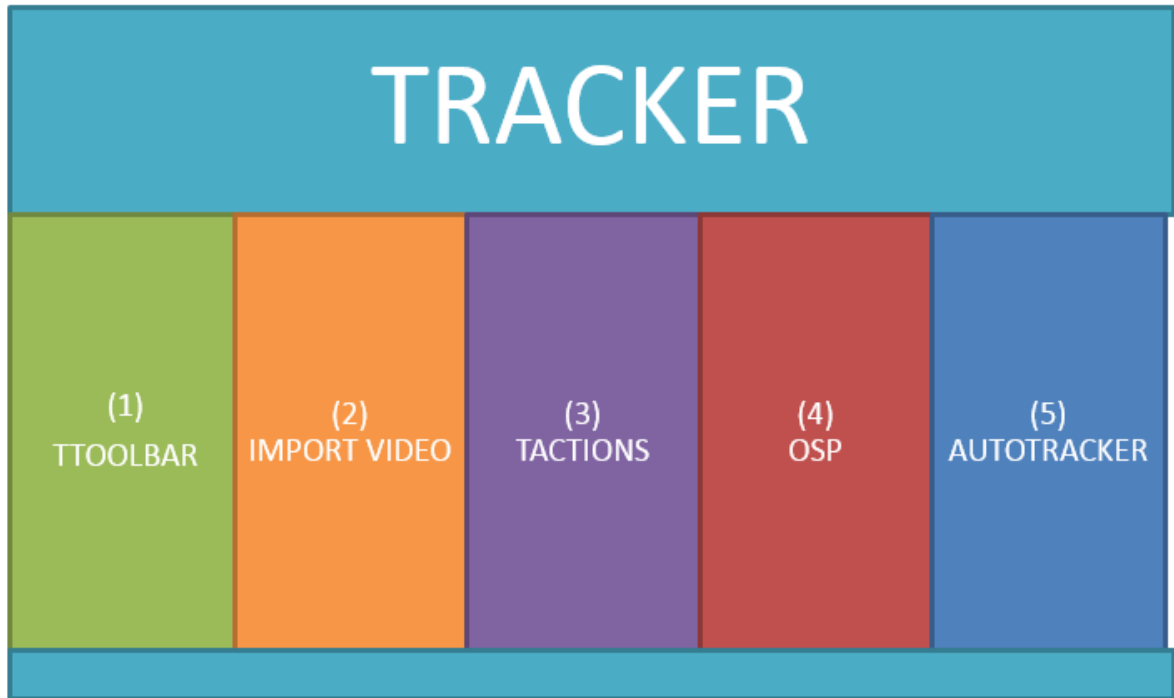 TRACKER
(1)
TTOOLBAR
(2)
IMPORT VIDEO
(3)
TACTIONS
(4)
OSP
(5)
AUTOTRACKER